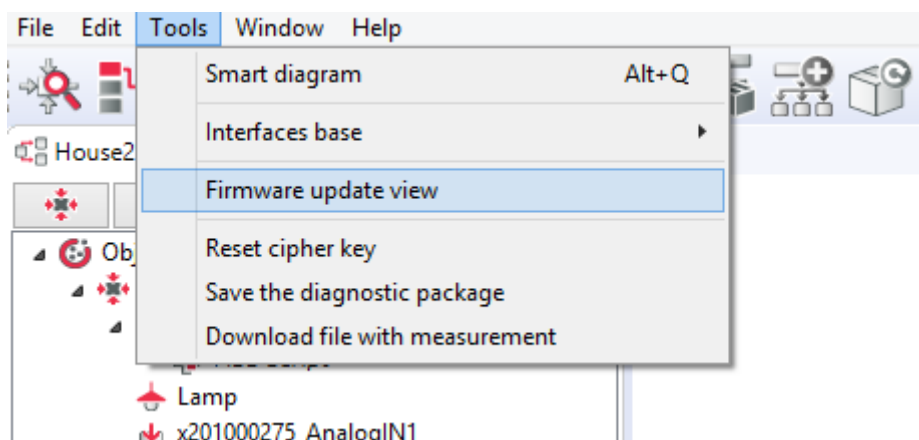 File Edit Tools Window Help
Smart diagram Alt+Q
Interfaces base
House2
Firmware update view
Reset cipher key
Save the diagnostic package
Download file with measurement
Lamp
x201000275_AnalogIN1